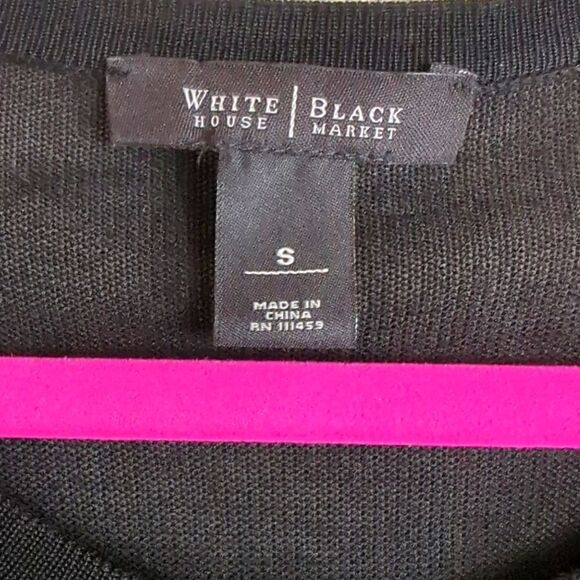 WHITE | BLACK
HOUSE | MARKET
S
MADE IN
CHINA
RN 111459